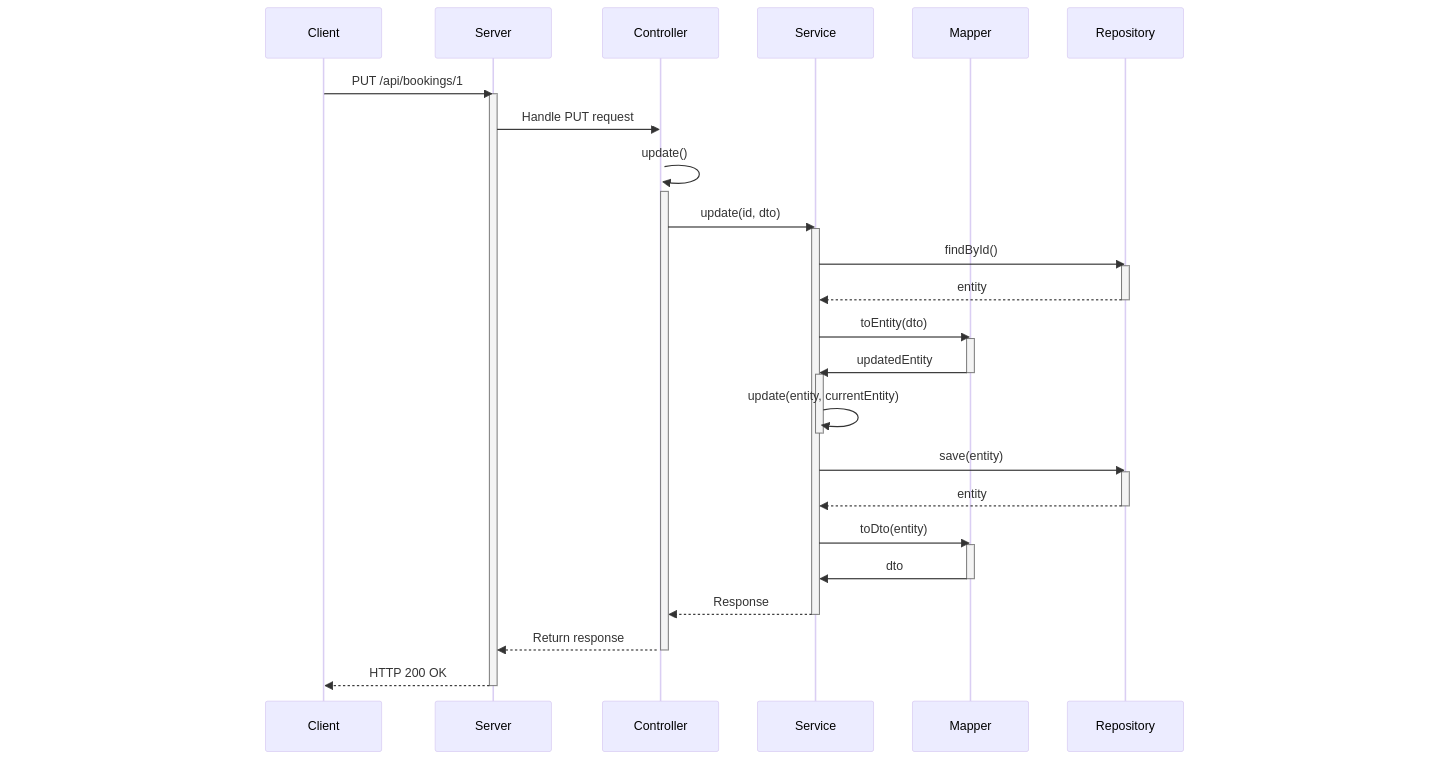 Client
Server
Controller
Service
Mapper
Repository
PUT /api/bookings/1
Handle PUT request
update()
update(id, dto)
findById()
entity
toEntity(dto)
updatedEntity
update(entity, currentEntity)
save(entity)
entity
toDto(entity)
dto
Response
Return response
HTTP 200 OK
Client
Server
Controller
Service
Mapper
Repository